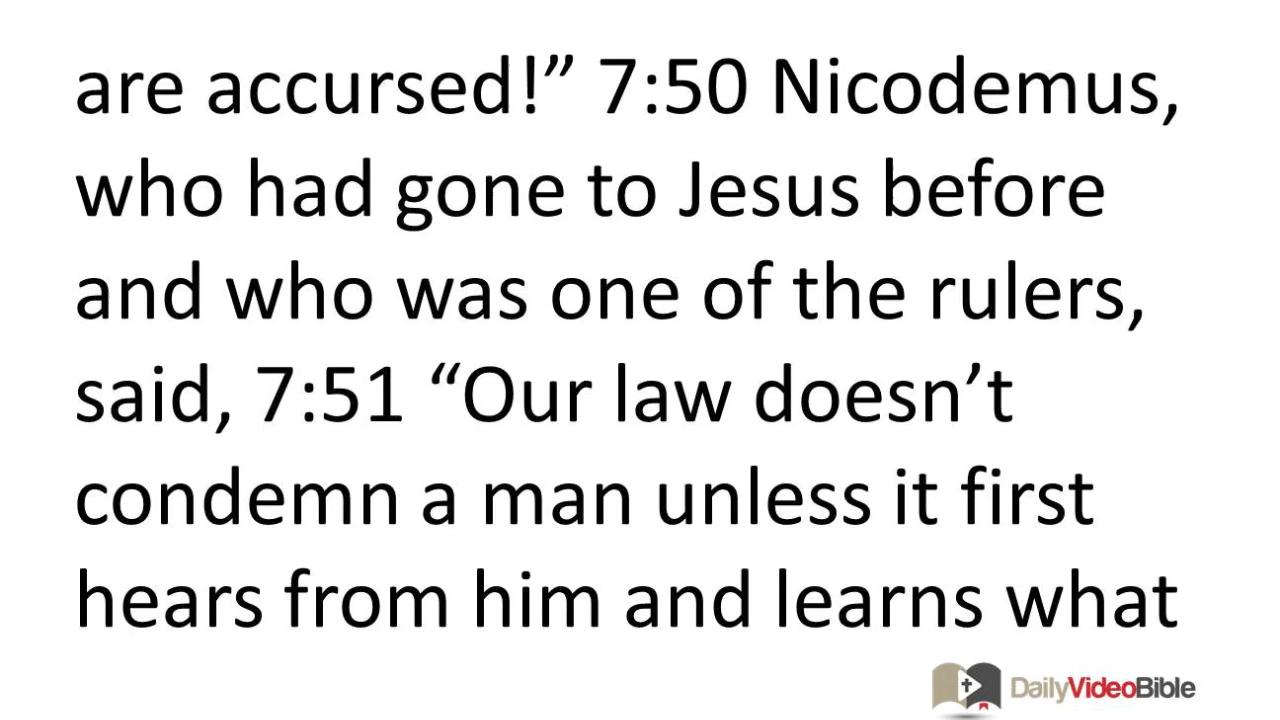 are accursed!” 7:50 Nicodemus,
who had gone to Jesus before
and who was one of the rulers,
said, 7:51 “Our law doesn’t
condemn a man unless it first
hears from him and learns what
DailyVideoBible